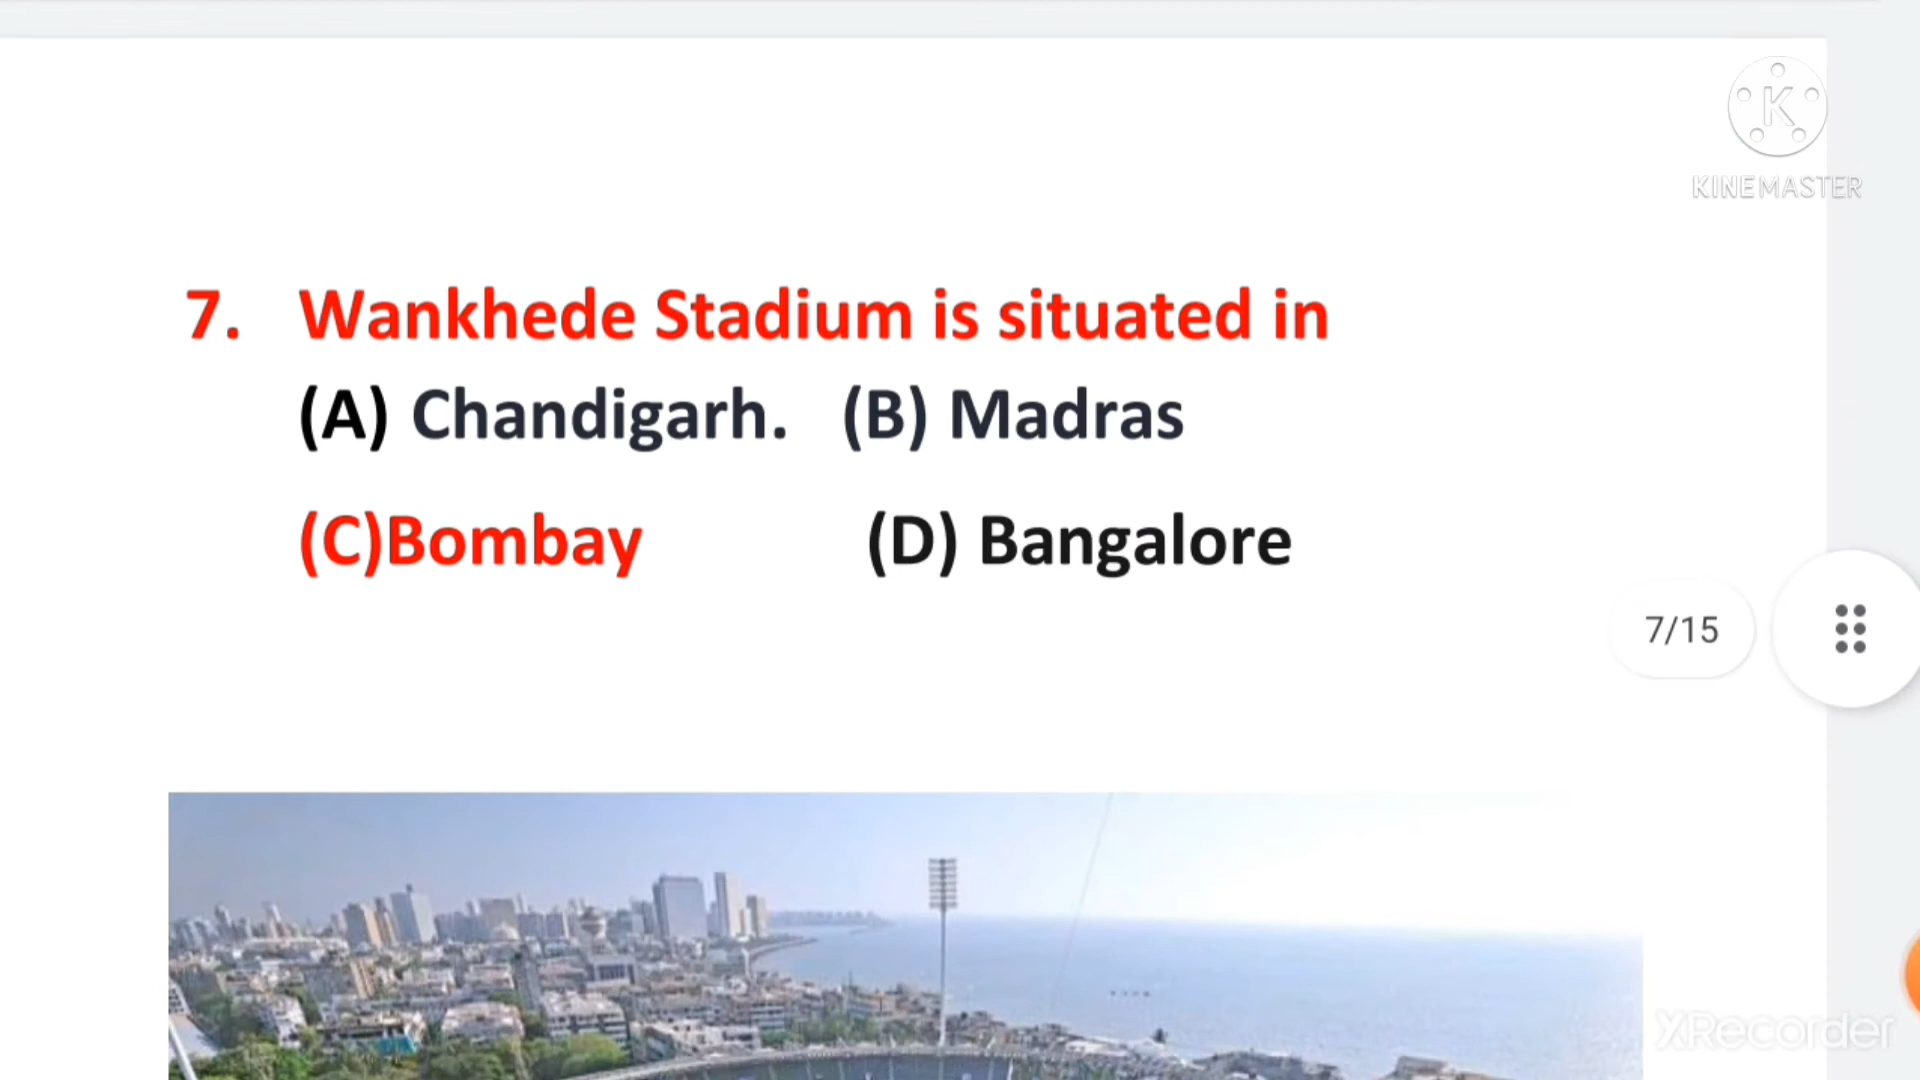 K
KINEMASTER
7. Wankhede Stadium is situated in
(A) Chandigarh. (B) Madras
(C)Bombay (D) Bangalore
7/15
XRecorder